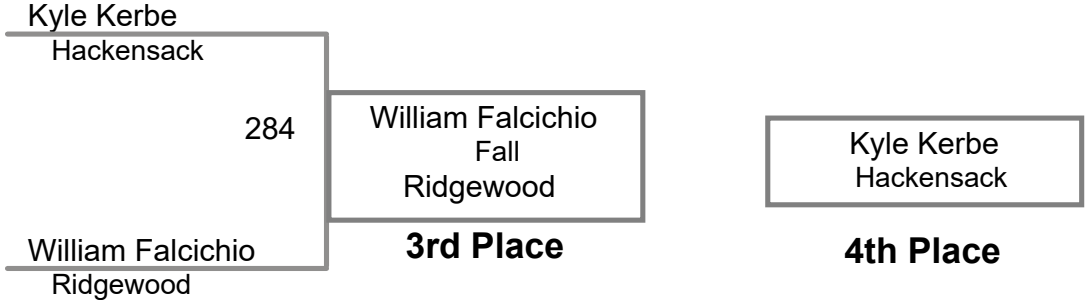 Kyle Kerbe
Hackensack
284
William Falcichio
Ridgewood
William Falcichio
Fall
Ridgewood
3rd Place
Kyle Kerbe
Hackensack
4th Place